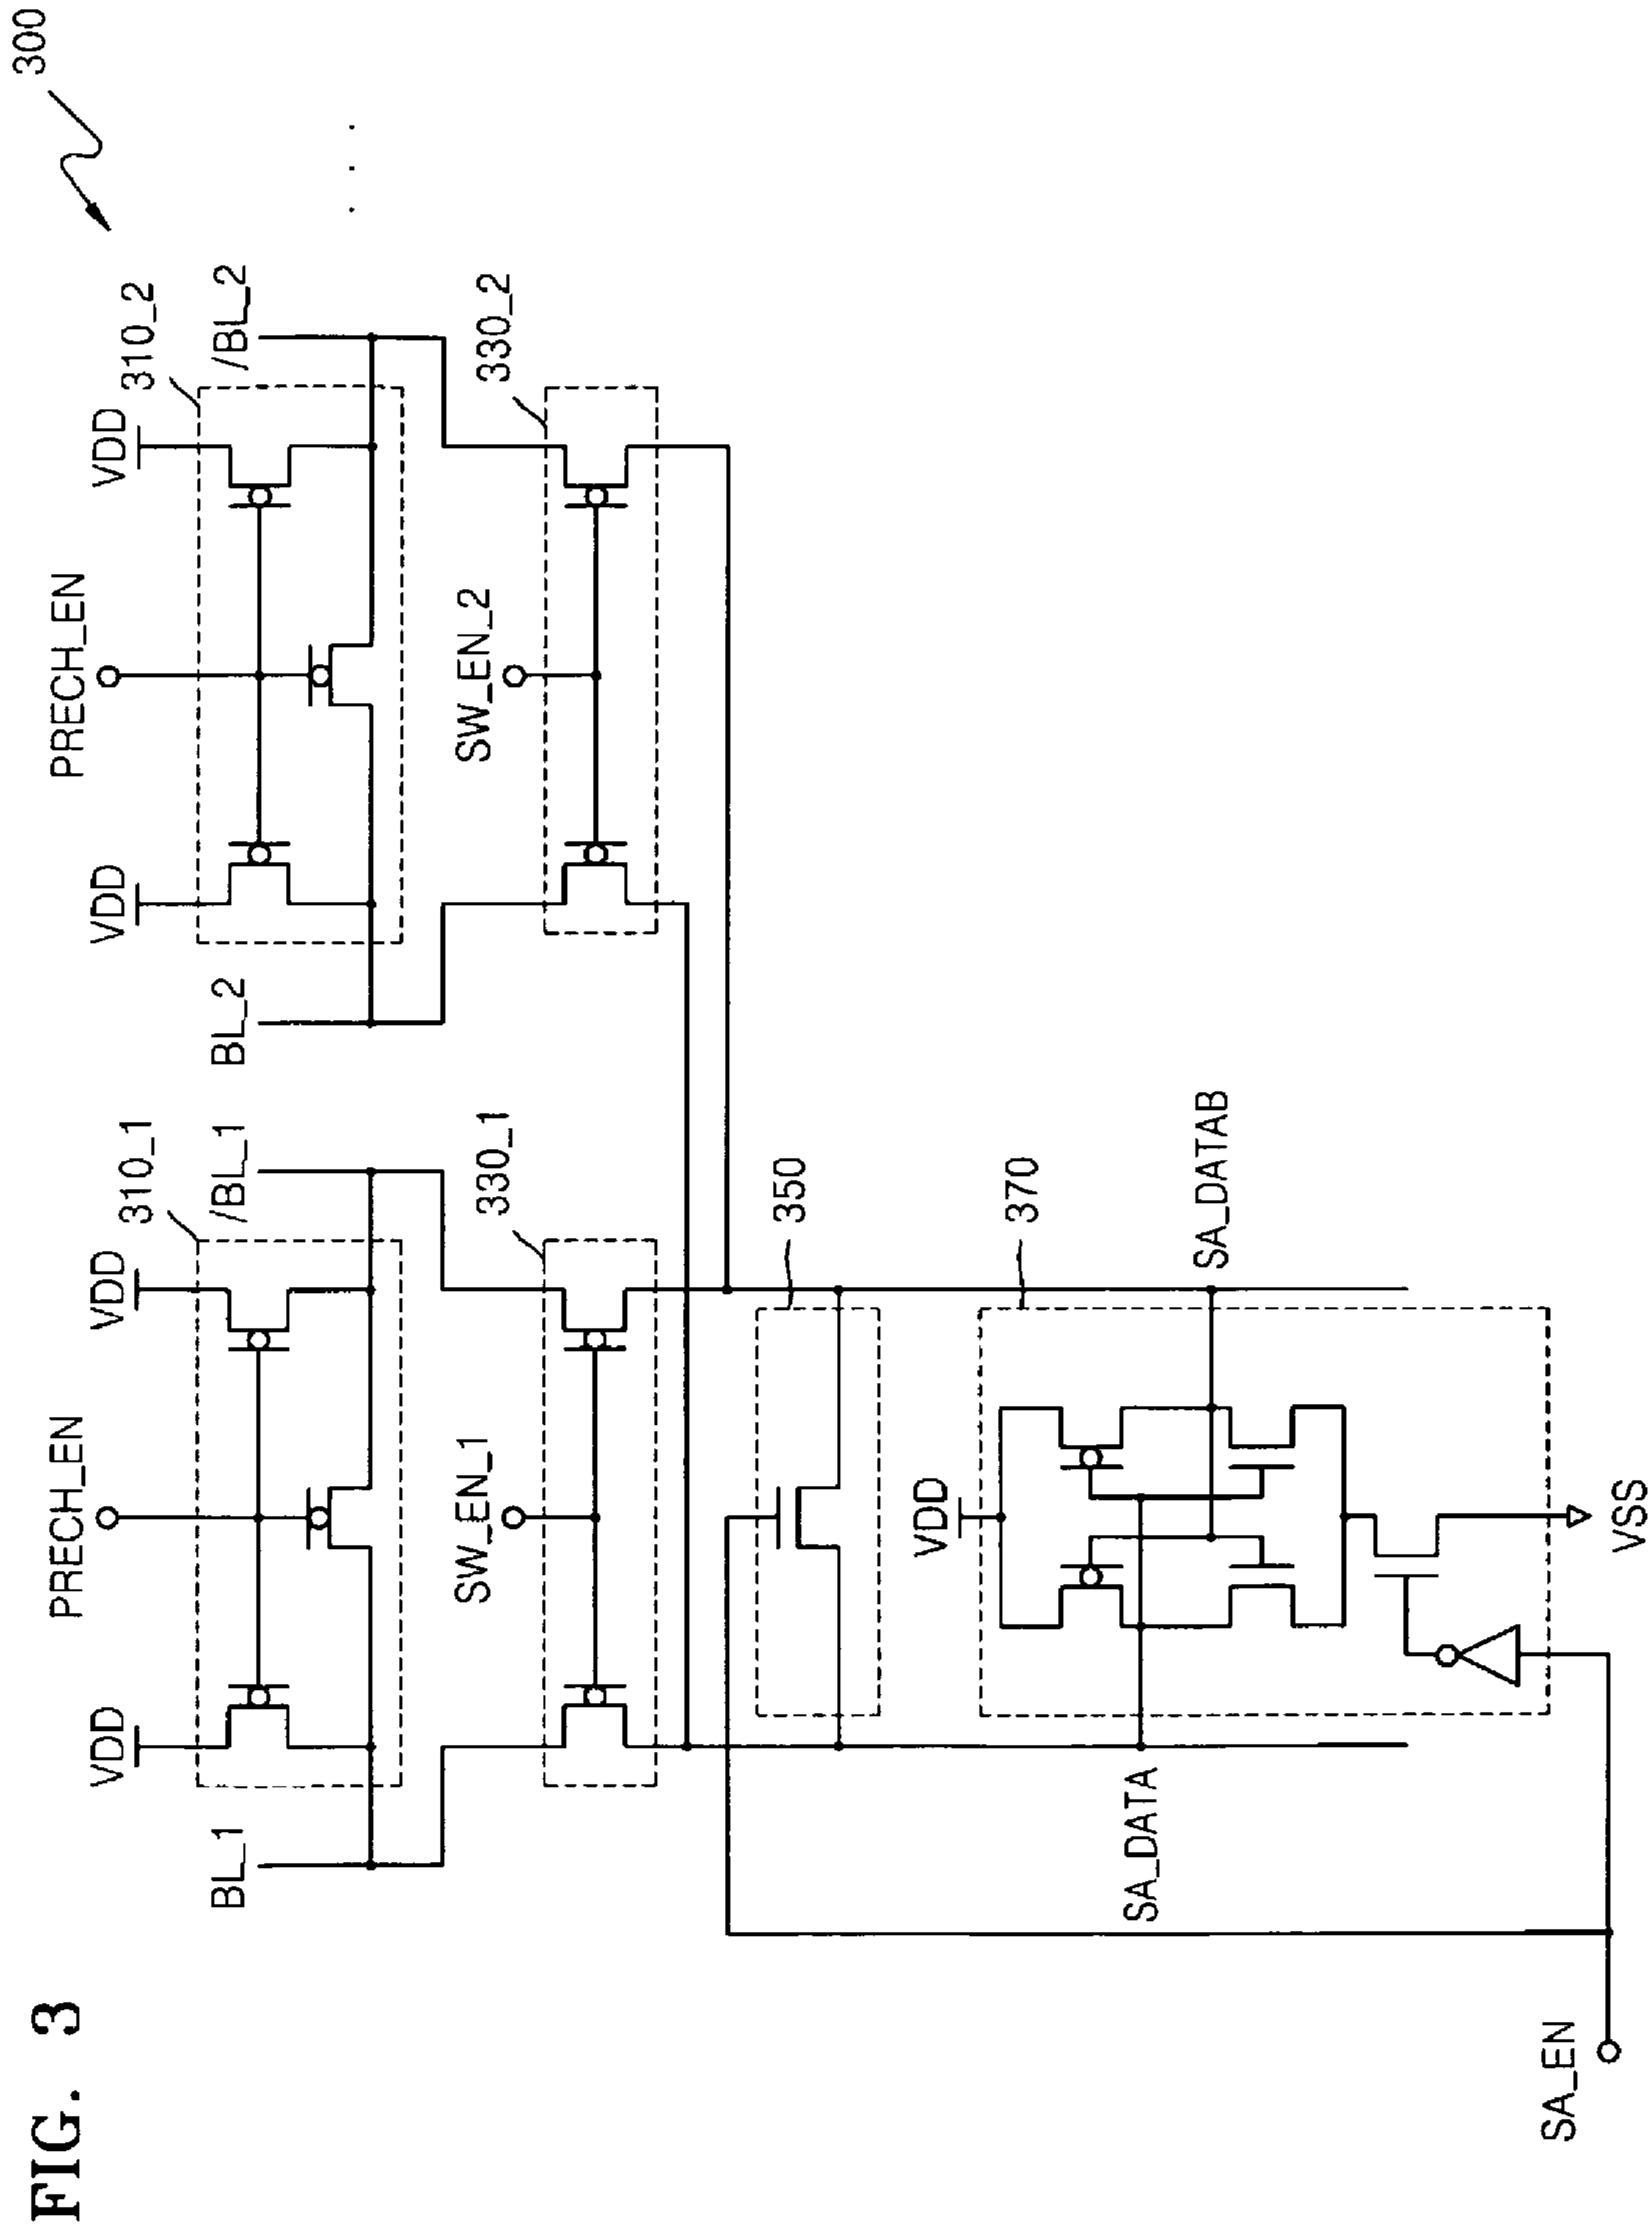 FIG. 3
300
PRECH_EN
PRECH_EN
VDD
VDD
VDD
VDD
310_1
310_2
BL_1
/BL_1
BL_2
/BL_2
SW_EN_1
330_1
SW_EN_2
330_2
350
VDD
370
SA_DATA
SA_DATAB
SA_EN
VSS